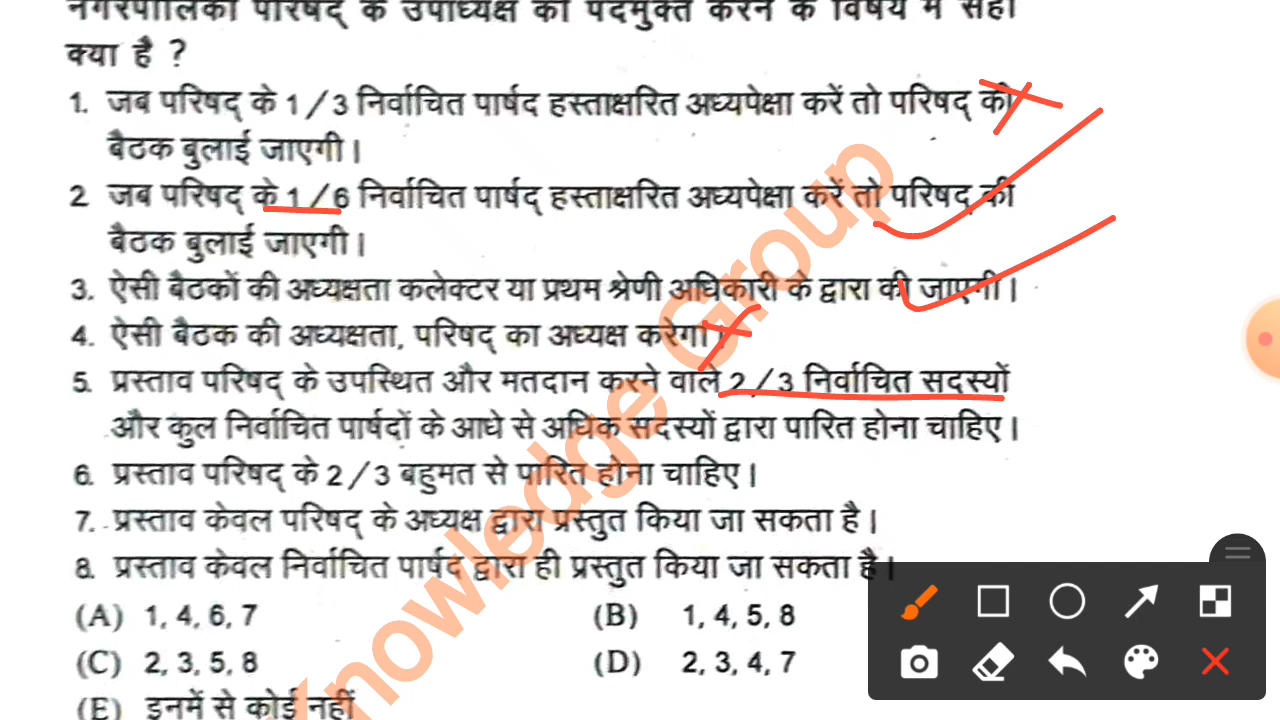 नगरपालिका परिषद् के उपाध्यक्ष को पदमुक्त करने के विषय में सही
क्या है ?
1. जब परिषद् के 1/3 निर्वाचित पार्षद हस्ताक्षरित अध्यपेक्षा करें तो परिषद् की
बैठक बुलाई जाएगी।
2 जब परिषद् के 1/6 निर्वाचित पार्षद् हस्ताक्षरित अध्यपेक्षा करें तो परिषद् की
बैठक बुलाई जाएगी।
3. ऐसी बैठकों की अध्यक्षता कलेक्टर या प्रथम श्रेणी अधिकारी के द्वारा की जाएगी।
4. ऐसी बैठक की अध्यक्षता, परिषद् का अध्यक्ष करेगा।
5. प्रस्ताव परिषद् के उपस्थित और मतदान करने वाले 2/3 निर्वाचित सदस्यों
और कुल निर्वाचित पार्षदों के आधे से अधिक सदस्यों द्वारा पारित होना चाहिए।
6. प्रस्ताव परिषद् के 2/3 बहुमत से पारित होना चाहिए।
7. प्रस्ताव केवल परिषद् के अध्यक्ष द्वारा प्रस्तुत किया जा सकता है।
8. प्रस्ताव केवल निर्वाचित पार्षद द्वारा ही प्रस्तुत किया जा सकता है।
(A) 1, 4, 6, 7 (B) 1, 4, 5, 8
(C) 2, 3, 5, 8 (D) 2, 3, 4, 7
(E) इनमें से कोई नहीं
Knowledge Group